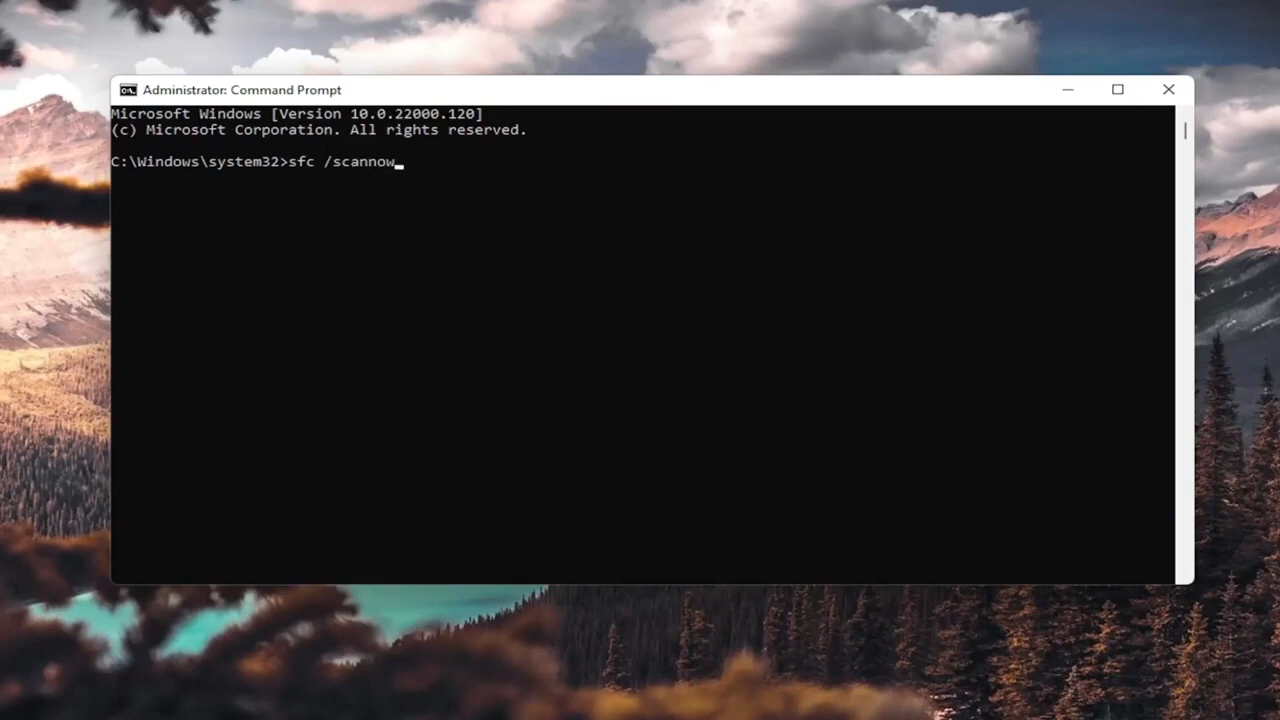 Administrator: Command Prompt
Microsoft Windows [Version 10.0.22000.120]
(c) Microsoft Corporation. All rights reserved.
C:\Windows\system32>sfc /scannow